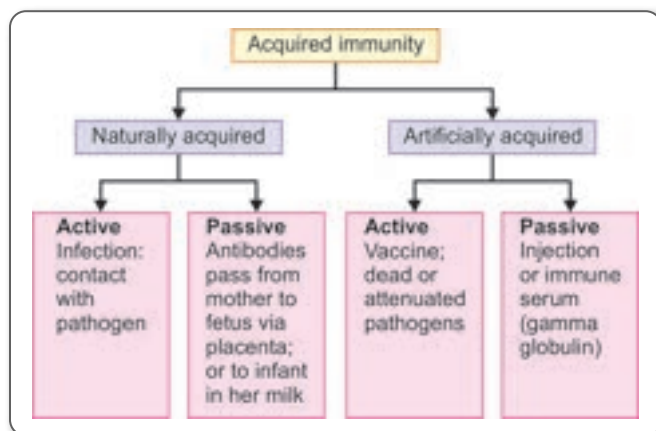 Acquired immunity
Naturally acquired
Artificially acquired
Active
Infection:
contact
with
pathogen
Passive
Antibodies
pass from
mother to
fetus via
placenta;
or to infant
in her milk
Active
Vaccine;
dead or
attenuated
pathogens
Passive
Injection
or immune
serum
(gamma
globulin)